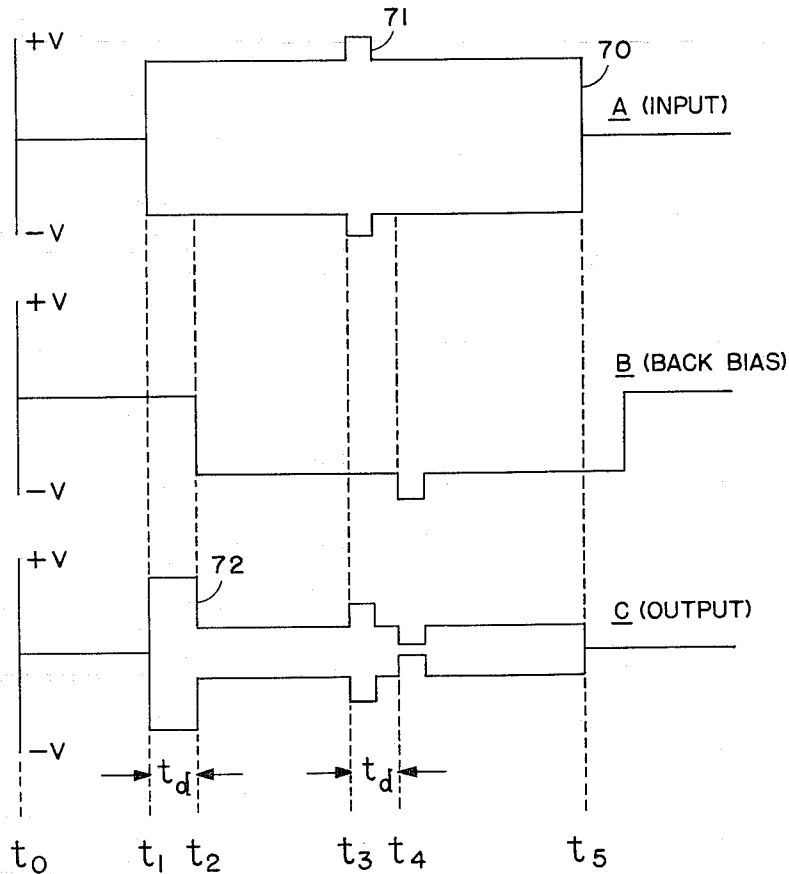 +V
71
70
A (INPUT)
-V
+V
B (BACK BIAS)
-V
+V
72
C (OUTPUT)
-V
td
td
t0 t1 t2 t3 t4 t5